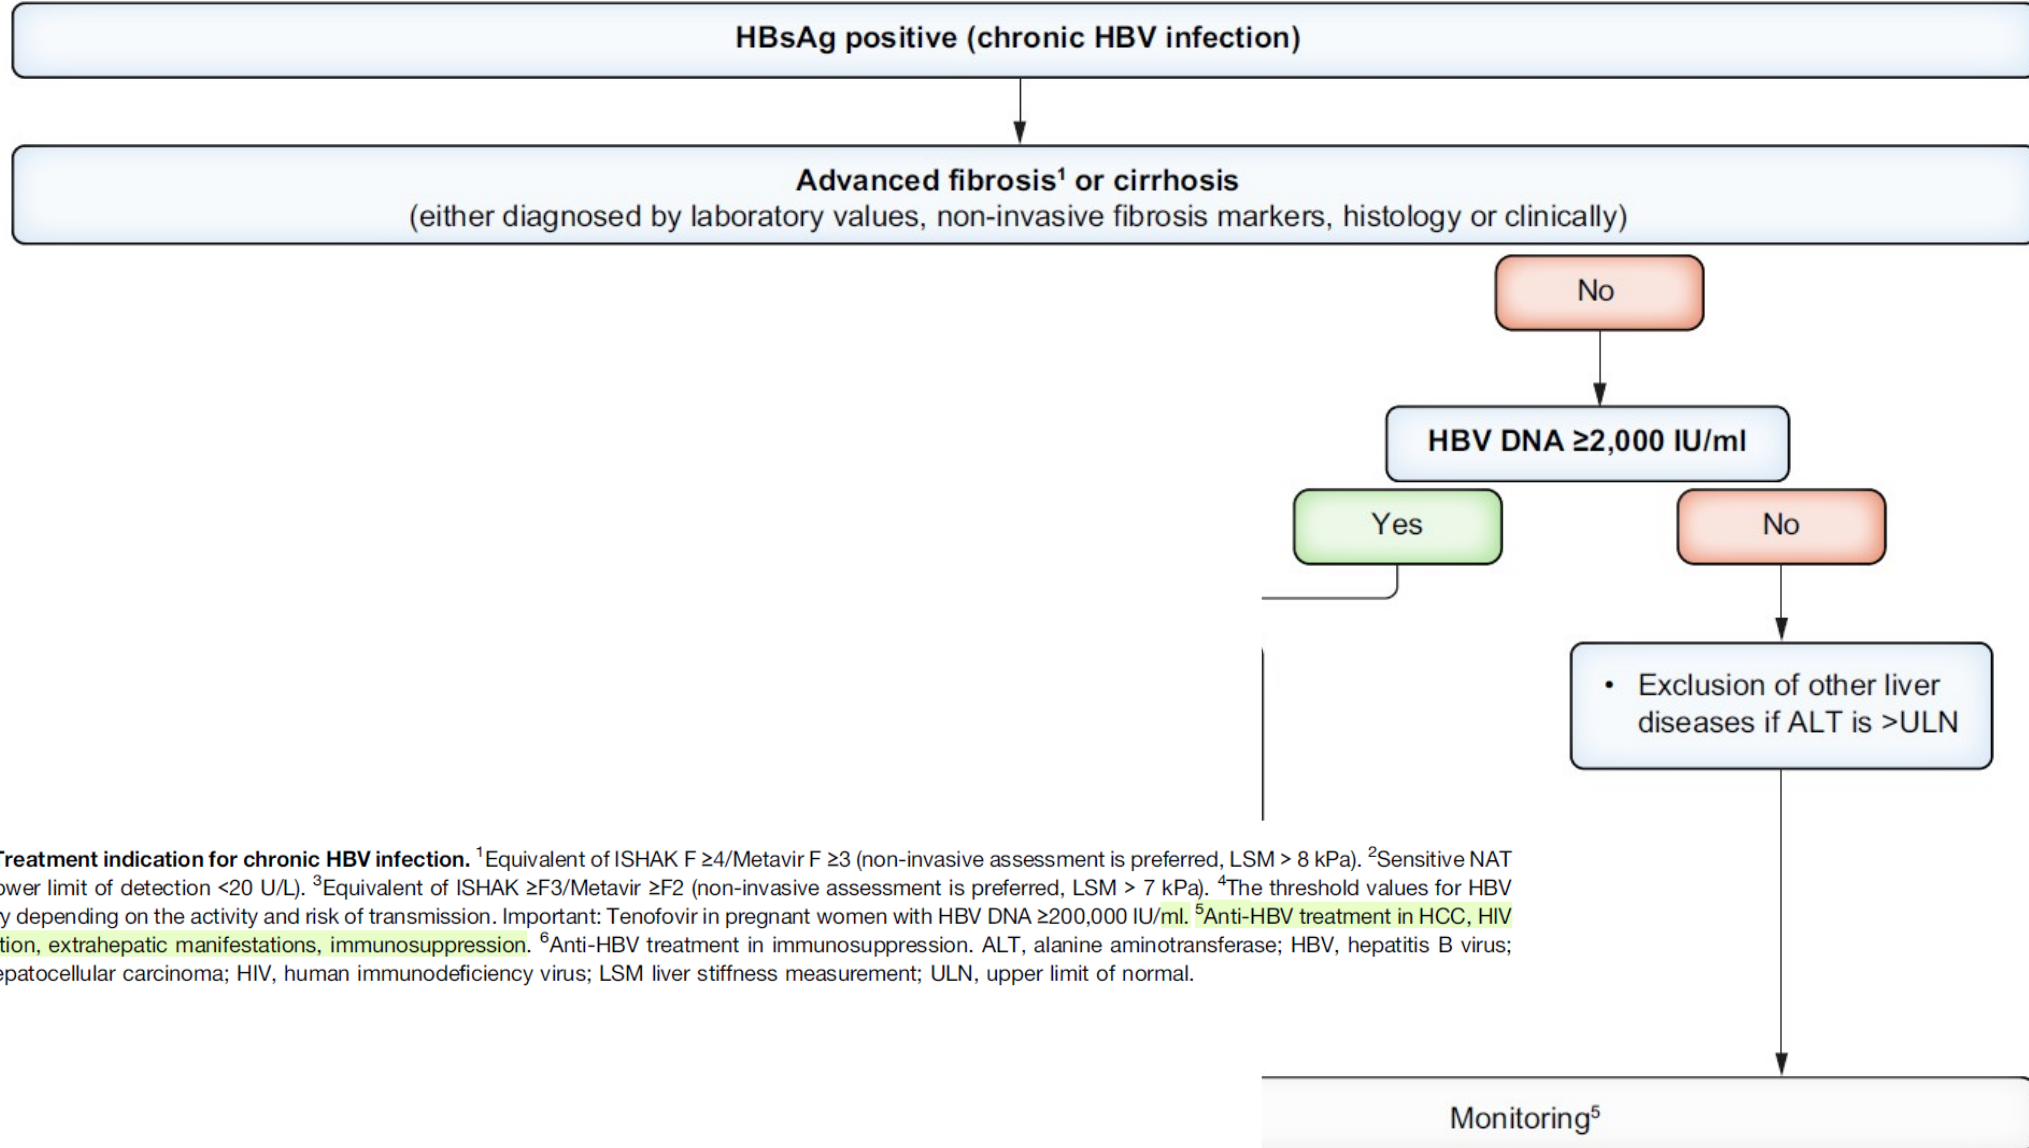 HBsAg positive (chronic HBV infection)
Advanced fibrosis¹ or cirrhosis
(either diagnosed by laboratory values, non-invasive fibrosis markers, histology or clinically)
No
HBV DNA ≥2,000 IU/ml
Yes
No
• Exclusion of other liver
diseases if ALT is >ULN
Treatment indication for chronic HBV infection. ¹Equivalent of ISHAK F ≥4/Metavir F ≥3 (non-invasive assessment is preferred, LSM > 8 kPa). ²Sensitive NAT
ower limit of detection <20 U/L). ³Equivalent of ISHAK ≥F3/Metavir ≥F2 (non-invasive assessment is preferred, LSM > 7 kPa). ⁴The threshold values for HBV
y depending on the activity and risk of transmission. Important: Tenofovir in pregnant women with HBV DNA ≥200,000 IU/ml. ⁵Anti-HBV treatment in HCC, HIV
tion, extrahepatic manifestations, immunosuppression. ⁶Anti-HBV treatment in immunosuppression. ALT, alanine aminotransferase; HBV, hepatitis B virus;
epatocellular carcinoma; HIV, human immunodeficiency virus; LSM liver stiffness measurement; ULN, upper limit of normal.
Monitoring⁵